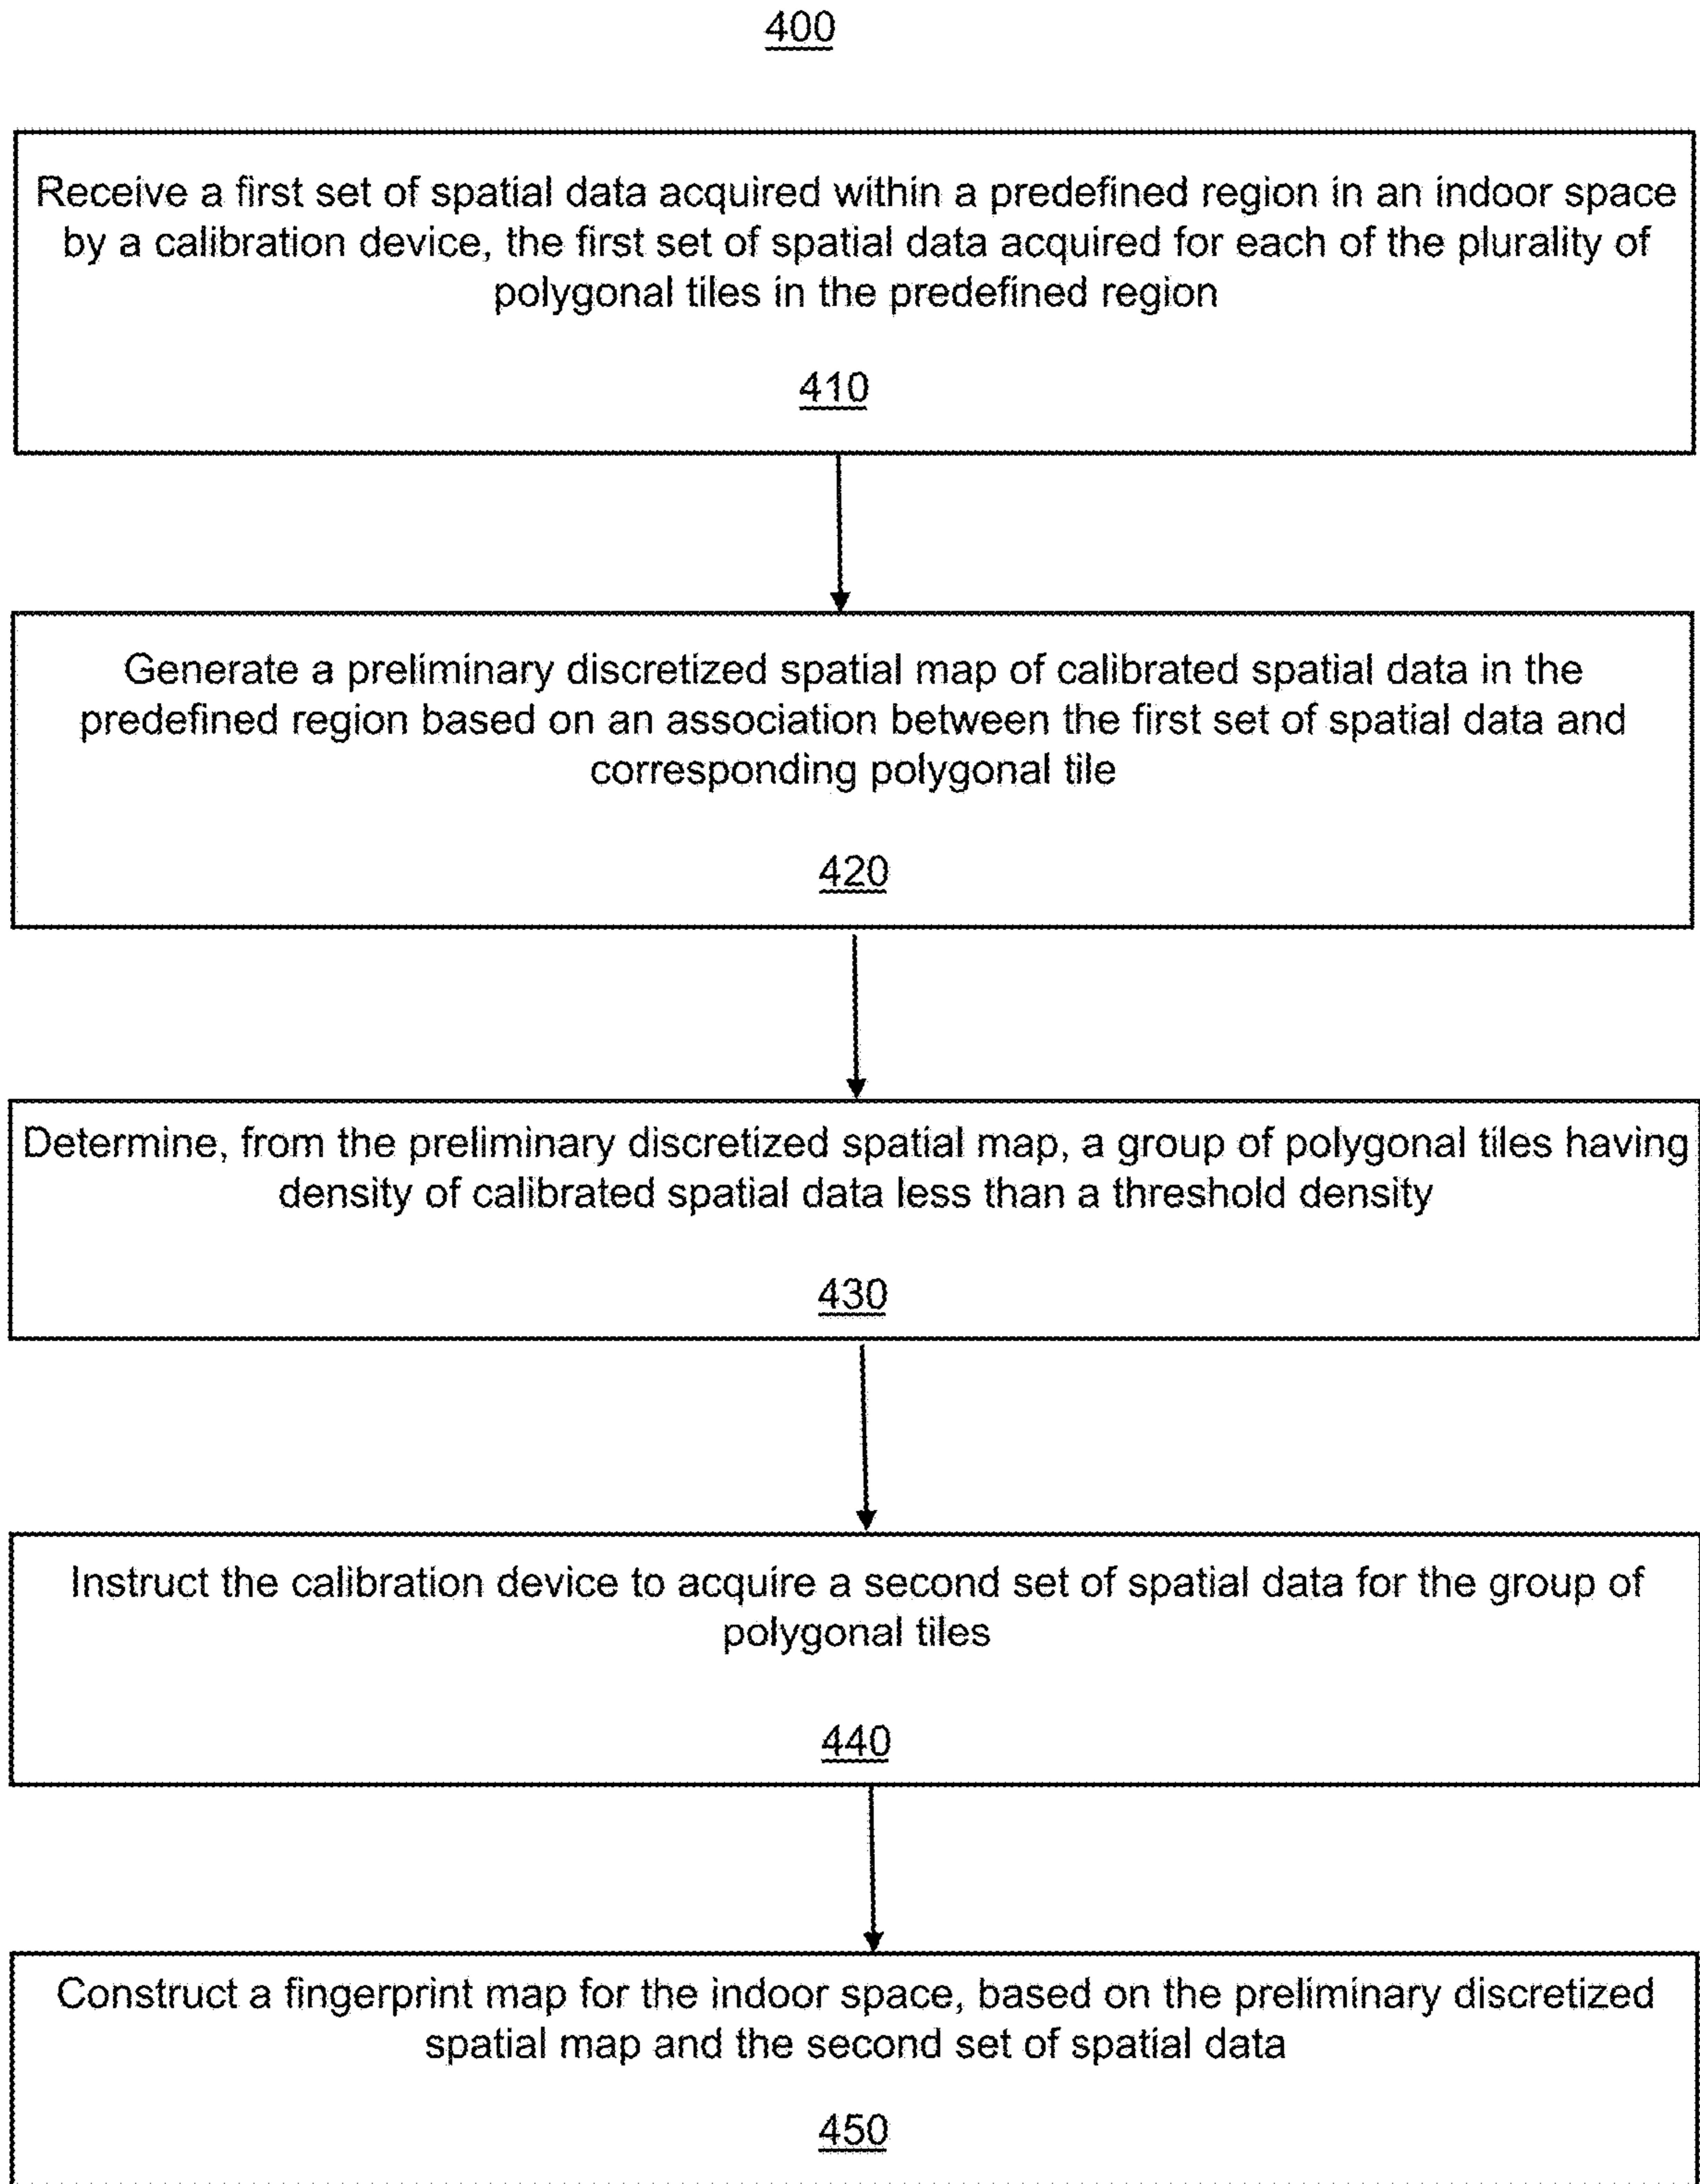 400
Receive a first set of spatial data acquired within a predefined region in an indoor space
by a calibration device, the first set of spatial data acquired for each of the plurality of
polygonal tiles in the predefined region
410
Generate a preliminary discretized spatial map of calibrated spatial data in the
predefined region based on an association between the first set of spatial data and
corresponding polygonal tile
420
Determine, from the preliminary discretized spatial map, a group of polygonal tiles having
density of calibrated spatial data less than a threshold density
430
Instruct the calibration device to acquire a second set of spatial data for the group of
polygonal tiles
440
Construct a fingerprint map for the indoor space, based on the preliminary discretized
spatial map and the second set of spatial data
450